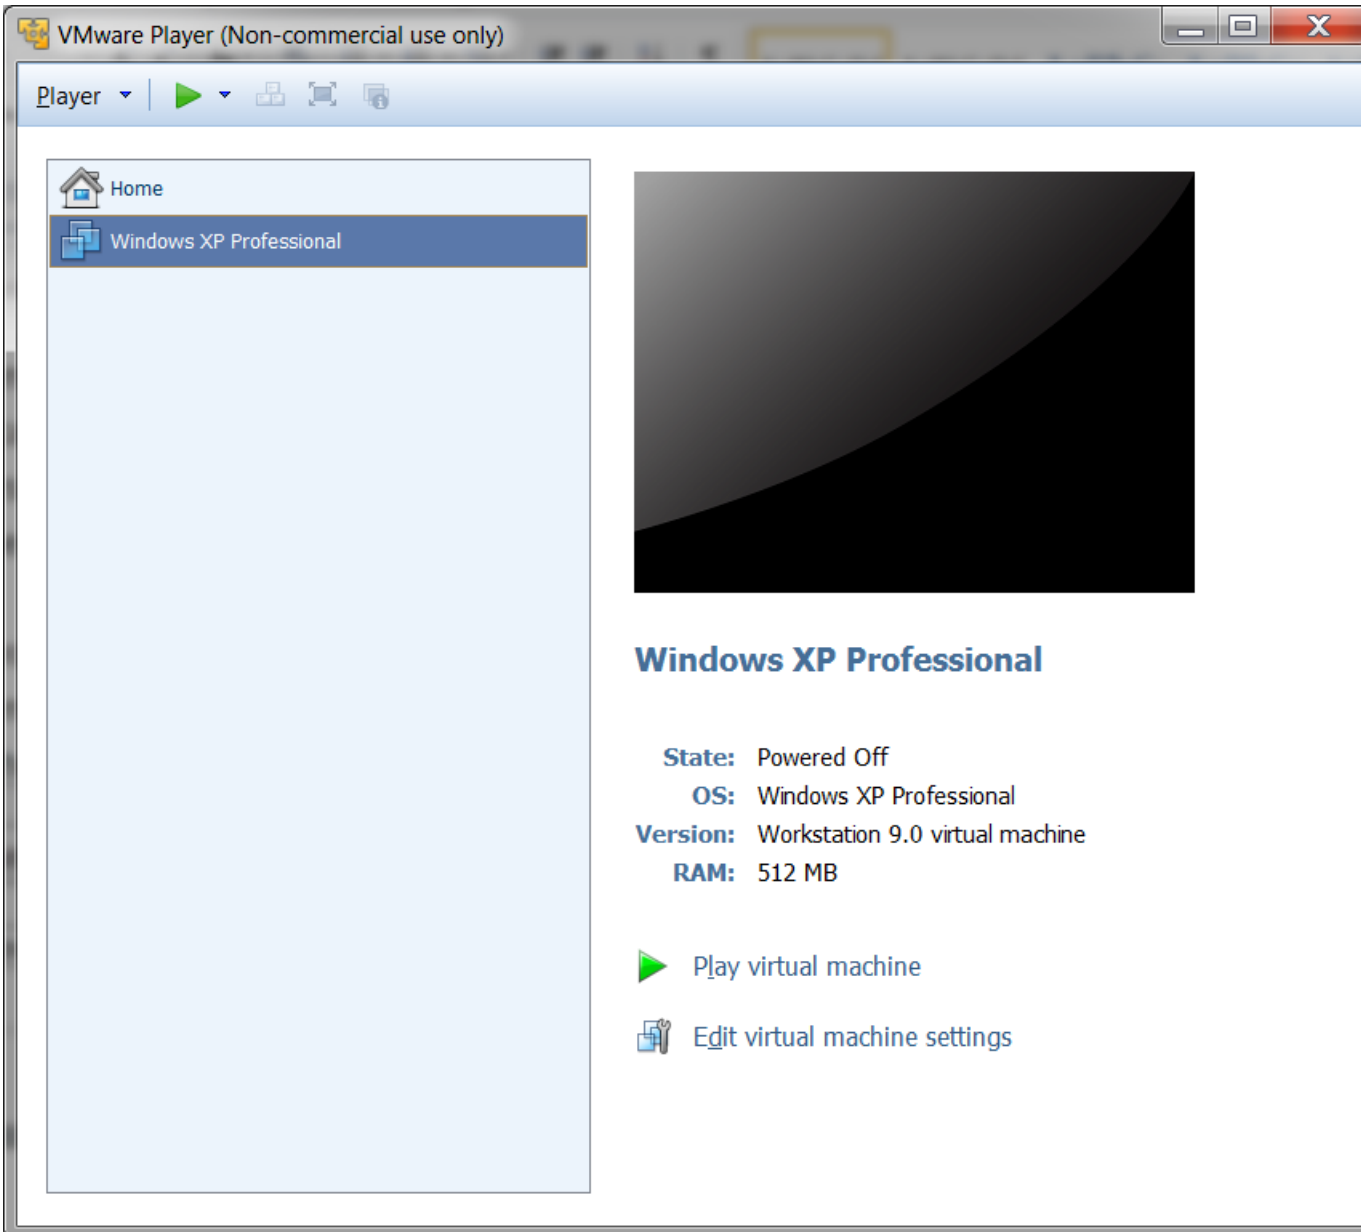 VMware Player (Non-commercial use only)
Player
Home
Windows XP Professional
Windows XP Professional
State: Powered Off
OS: Windows XP Professional
Version: Workstation 9.0 virtual machine
RAM: 512 MB
Play virtual machine
Edit virtual machine settings